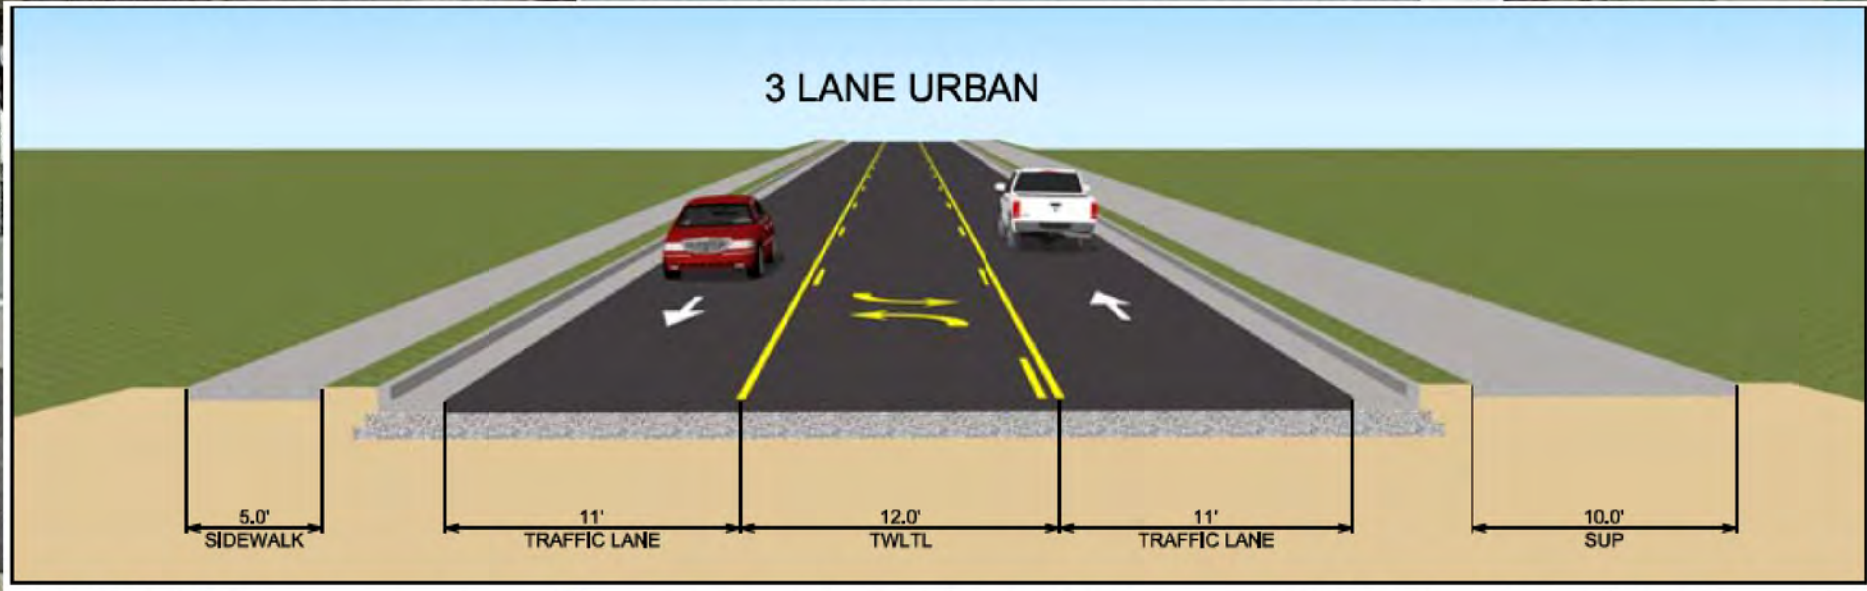 3 LANE URBAN
5.0'
SIDEWALK
11'
TRAFFIC LANE
12.0'
TWLTL
11'
TRAFFIC LANE
10.0'
SUP